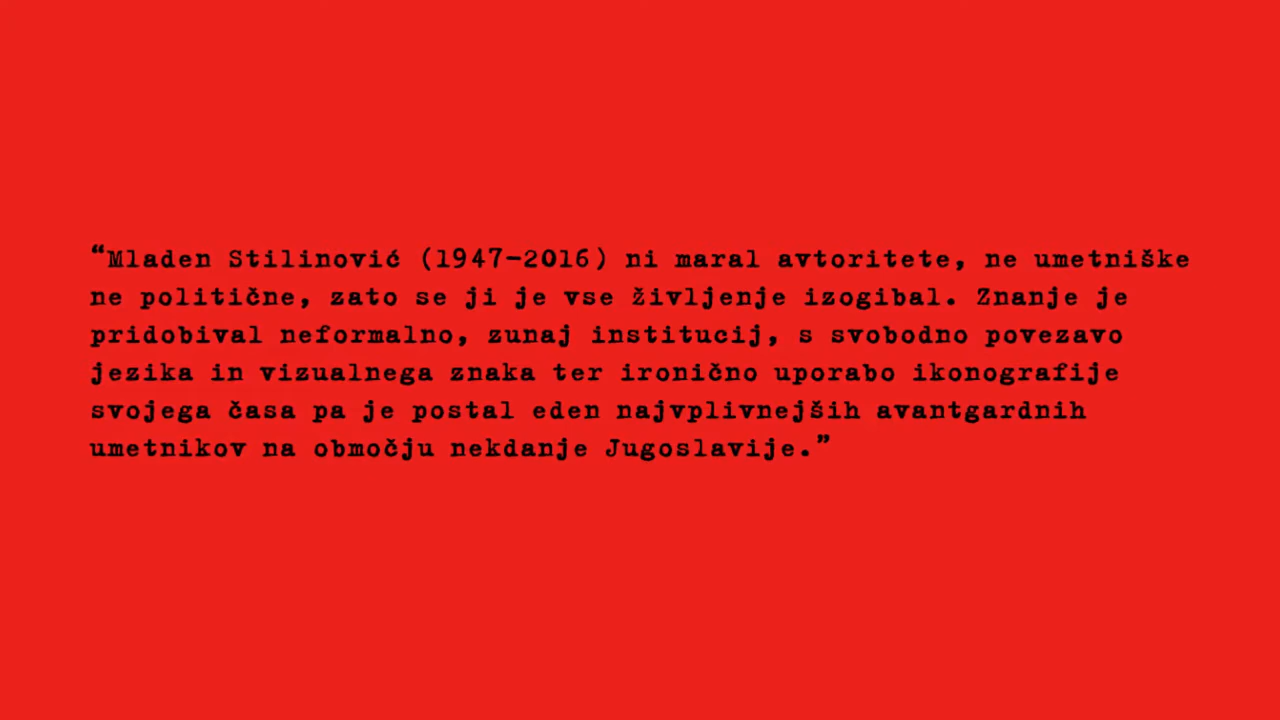 “Mladen Stilinović (1947-2016) ni maral avtoritete, ne umetniške
ne politične, zato se ji je vse življenje izogibal. Znanje je
pridobival neformalno, zunaj institucij, s svobodno povezavo
jezika in vizualnega znaka ter ironično uporabo ikonografije
svojega časa pa je postal eden najvplivnejših avantgardnih
umetnikov na območju nekdanje Jugoslavije.”